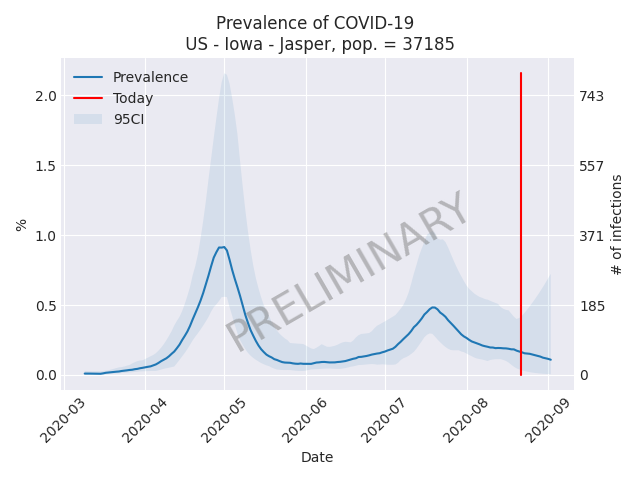 Prevalence of COVID-19
US - Iowa - Jasper, pop. = 37185
Prevalence
Today
95CI
PRELIMINARY
%
2.0
1.5
1.0
0.5
0.0
743
557
371
185
0
# of infections
2020-03
2020-04
2020-05
2020-06
2020-07
2020-08
2020-09
Date